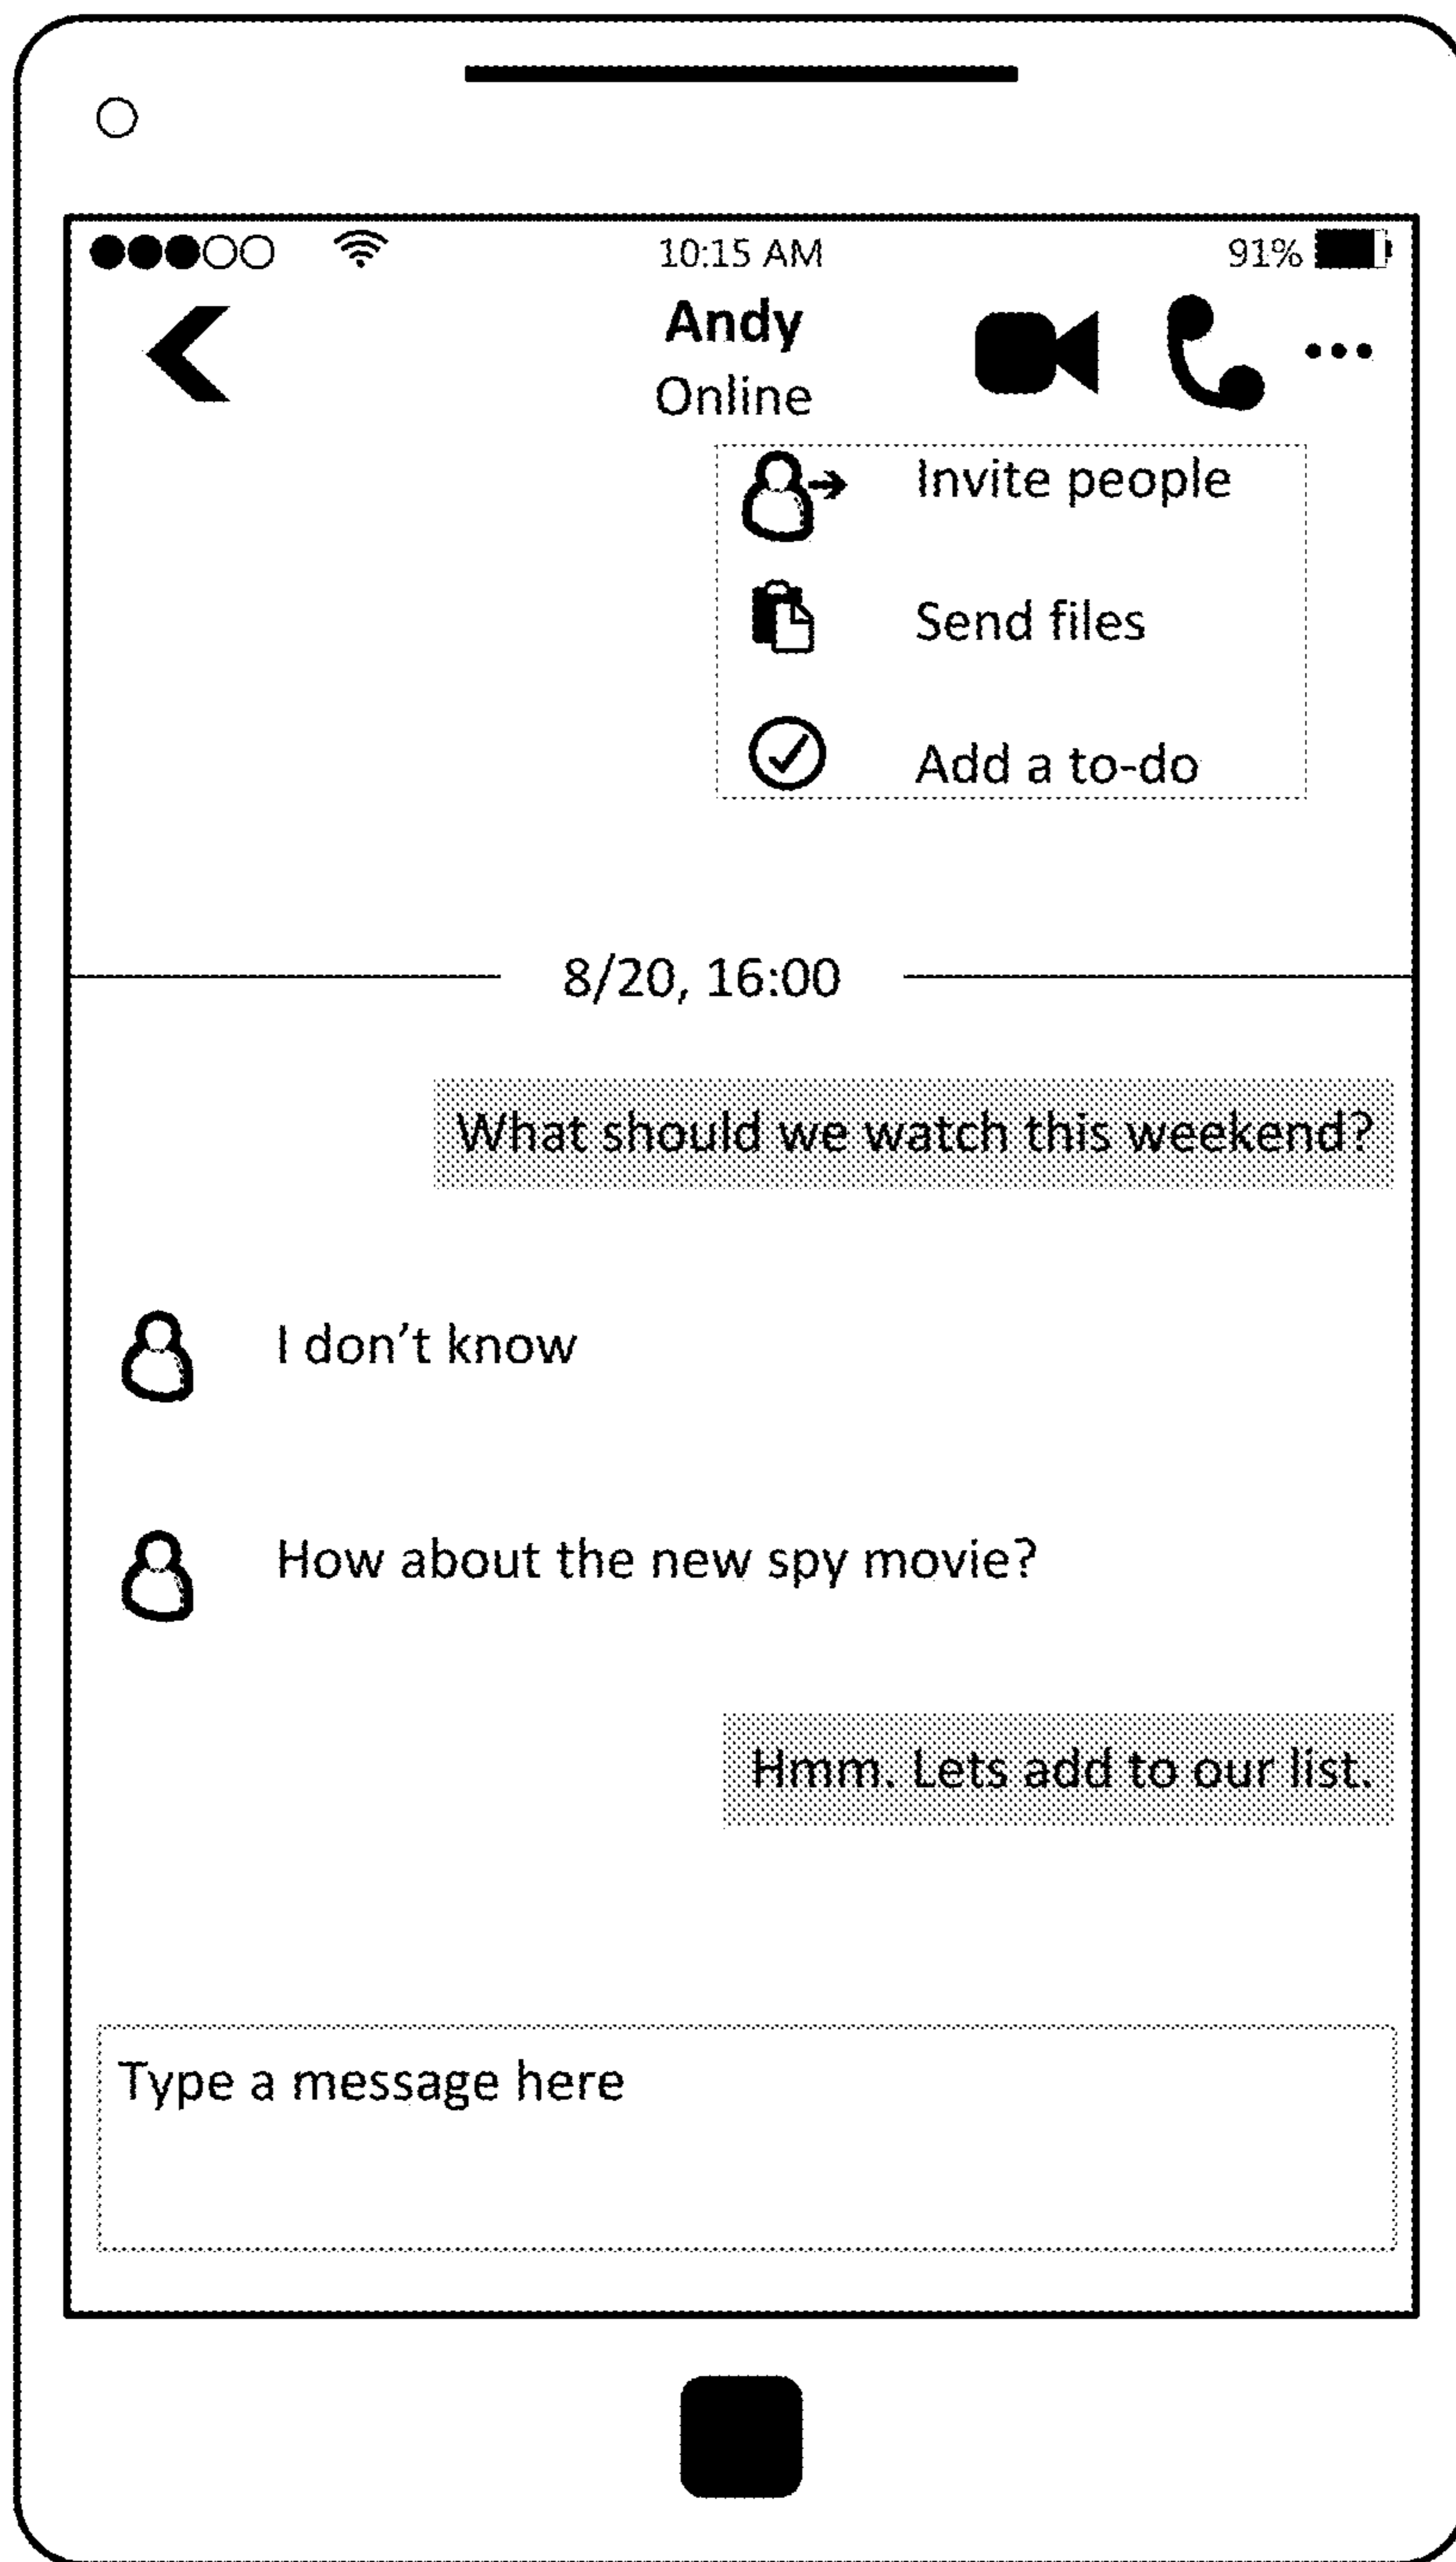 10:15 AM 91%
Andy
Online
Invite people
Send files
Add a to-do
8/20, 16:00
What should we watch this weekend?
I don't know
How about the new spy movie?
Hmm. Lets add to our list.
Type a message here